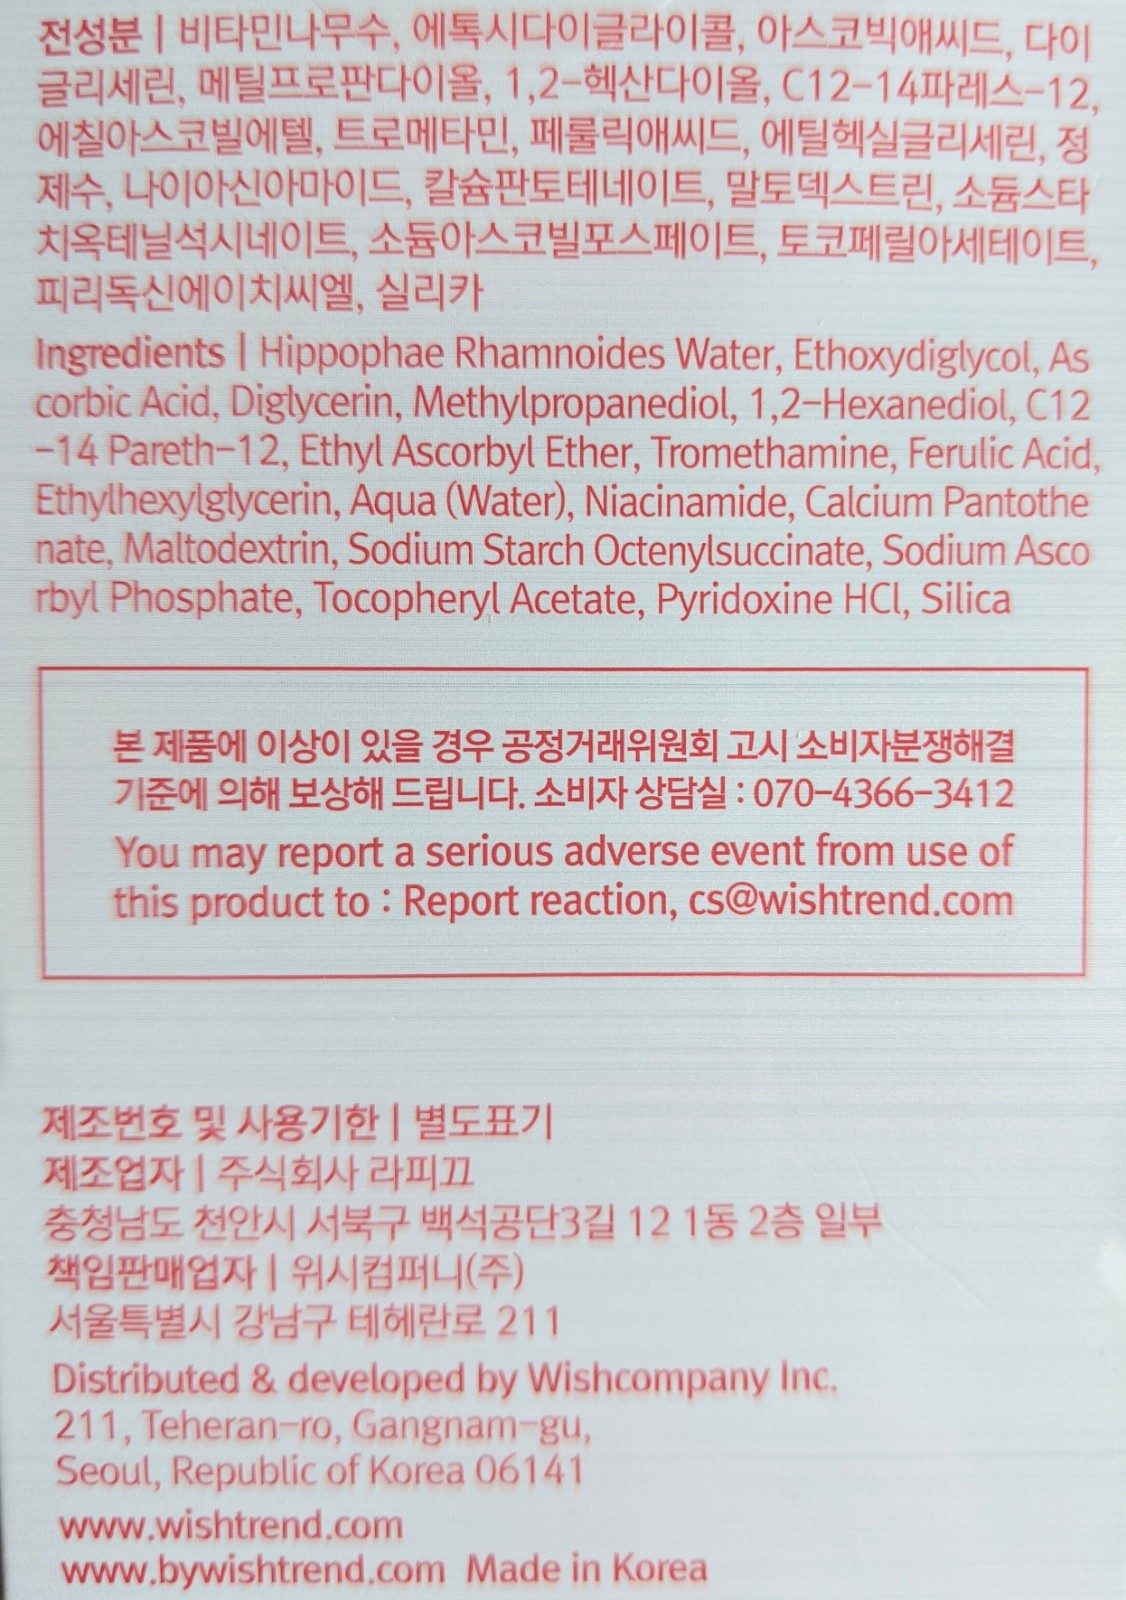 전성분 | 비타민나무수, 에톡시다이글라이콜, 아스코빅애씨드, 다이
글리세린, 메틸프로판다이올, 1,2-헥산다이올, C12-14파레스-12,
에칠아스코빌에텔, 트로메타민, 페룰릭애씨드, 에틸헥실글리세린, 정
제수, 나이아신아마이드, 칼슘판토테네이트, 말토덱스트린, 소듐스타
치옥테닐석시네이트, 소듐아스코빌포스페이트, 토코페릴아세테이트,
피리독신에이치씨엘, 실리카
Ingredients | Hippophae Rhamnoides Water, Ethoxydiglycol, As
corbic Acid, Diglycerin, Methylpropanediol, 1,2-Hexanediol, C12
-14 Pareth-12, Ethyl Ascorbyl Ether, Tromethamine, Ferulic Acid,
Ethylhexylglycerin, Aqua (Water), Niacinamide, Calcium Pantothe
nate, Maltodextrin, Sodium Starch Octenylsuccinate, Sodium Asco
rbyl Phosphate, Tocopheryl Acetate, Pyridoxine HCl, Silica
본 제품에 이상이 있을 경우 공정거래위원회 고시 소비자분쟁해결
기준에 의해 보상해 드립니다. 소비자 상담실 : 070-4366-3412
You may report a serious adverse event from use of
this product to : Report reaction, cs@wishtrend.com
제조번호 및 사용기한 | 별도표기
제조업자 | 주식회사 라피끄
충청남도 천안시 서북구 백석공단3길 12 1동 2층 일부
책임판매업자 | 위시컴퍼니(주)
서울특별시 강남구 테헤란로 211
Distributed & developed by Wishcompany Inc.
211, Teheran-ro, Gangnam-gu,
Seoul, Republic of Korea 06141
www.wishtrend.com
www.bywishtrend.com Made in Korea